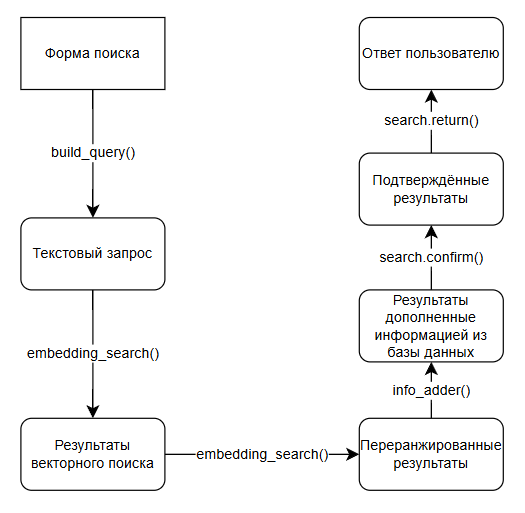 Форма поиска
build_query()
Текстовый запрос
embedding_search()
Результаты
векторного поиска
embedding_search()
Переранжированные
результаты
info_adder()
Результаты
дополненные
информацией из
базы данных
search.confirm()
Подтверждённые
результаты
search.return()
Ответ пользователю